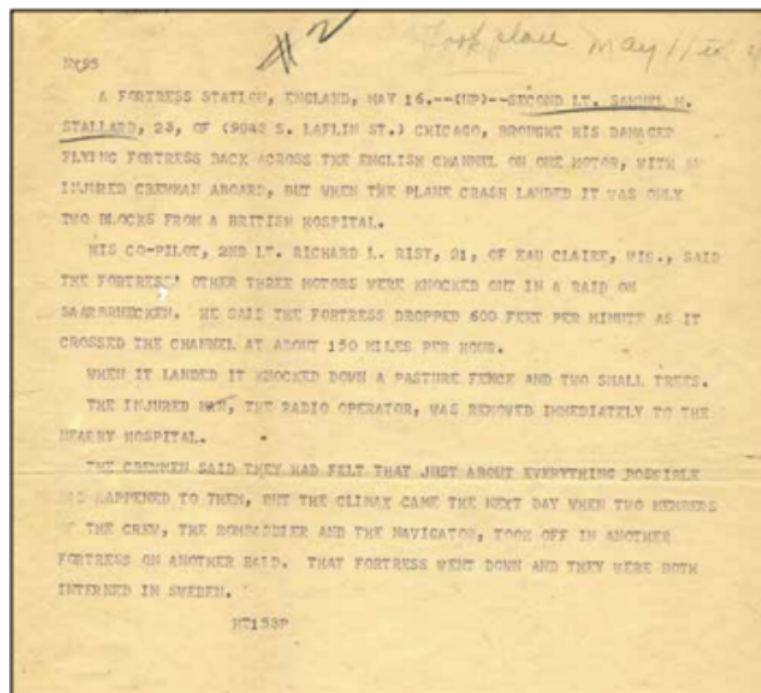 #2 Took place May 11th
NY95
A FORTRESS STATION, ENGLAND, MAY 16.--(UP)--SECOND LT. SAMUEL M.
STALLARD, 23, OF (9042 S. LAFLIN ST.) CHICAGO, BROUGHT HIS DAMAGED
FLYING FORTRESS BACK ACROSS THE ENGLISH CHANNEL ON ONE MOTOR, WITH AN
INJURED CREWMAN ABOARD, BUT WHEN THE PLANE CRASH LANDED IT WAS ONLY
TWO BLOCKS FROM A BRITISH HOSPITAL.
HIS CO-PILOT, 2ND LT. RICHARD L. RIST, 21, OF EAU CLAIRE, WIS., SAID
THE FORTRESS' OTHER THREE MOTORS WERE KNOCKED OUT IN A RAID ON
SAARBRUECKEN. HE SAID THE FORTRESS DROPPED 600 FEET PER MINUTE AS IT
CROSSED THE CHANNEL AT ABOUT 150 MILES PER HOUR.
WHEN IT LANDED IT KNOCKED DOWN A PASTURE FENCE AND TWO SMALL TREES.
THE INJURED MAN, THE RADIO OPERATOR, WAS REMOVED IMMEDIATELY TO THE
NEARBY HOSPITAL.
THE CREWMEN SAID THEY HAD FELT THAT JUST ABOUT EVERYTHING POSSIBLE
HAPPENED TO THEM, BUT THE CLIMAX CAME THE NEXT DAY WHEN TWO MEMBERS
THE CREW, THE BOMBARDIER AND THE NAVIGATOR, TOOK OFF IN ANOTHER
FORTRESS ON ANOTHER RAID. THAT FORTRESS WENT DOWN AND THEY WERE BOTH
INTERNED IN SWEDEN.
HT153P